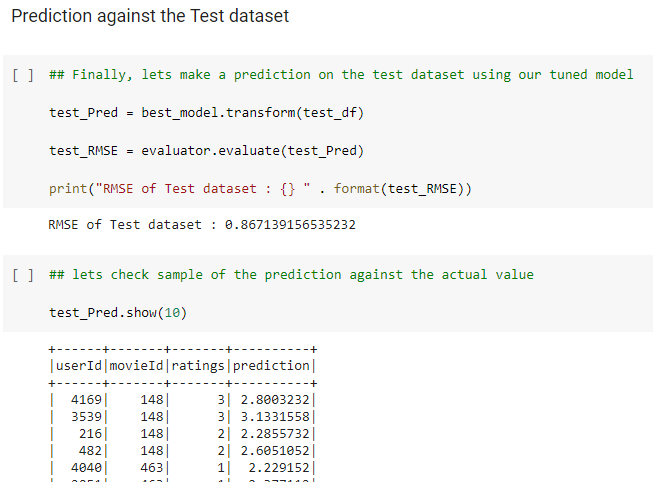 Prediction against the Test dataset
[ ] ## Finally, lets make a prediction on the test dataset using our tuned model
test_Pred = best_model.transform(test_df)
test_RMSE = evaluator.evaluate(test_Pred)
print("RMSE of Test dataset : {} " . format(test_RMSE))
RMSE of Test dataset : 0.867139156535232
[ ] ## lets check sample of the prediction against the actual value
test_Pred.show(10)
+------+-------+-------+----------+
|userId|movieId|ratings|prediction|
+------+-------+-------+----------+
| 4169| 148| 3| 2.8003232|
| 3539| 148| 3| 3.1331558|
| 216| 148| 2| 2.2855732|
| 482| 148| 2| 2.6051052|
| 4040| 463| 1| 2.229152|